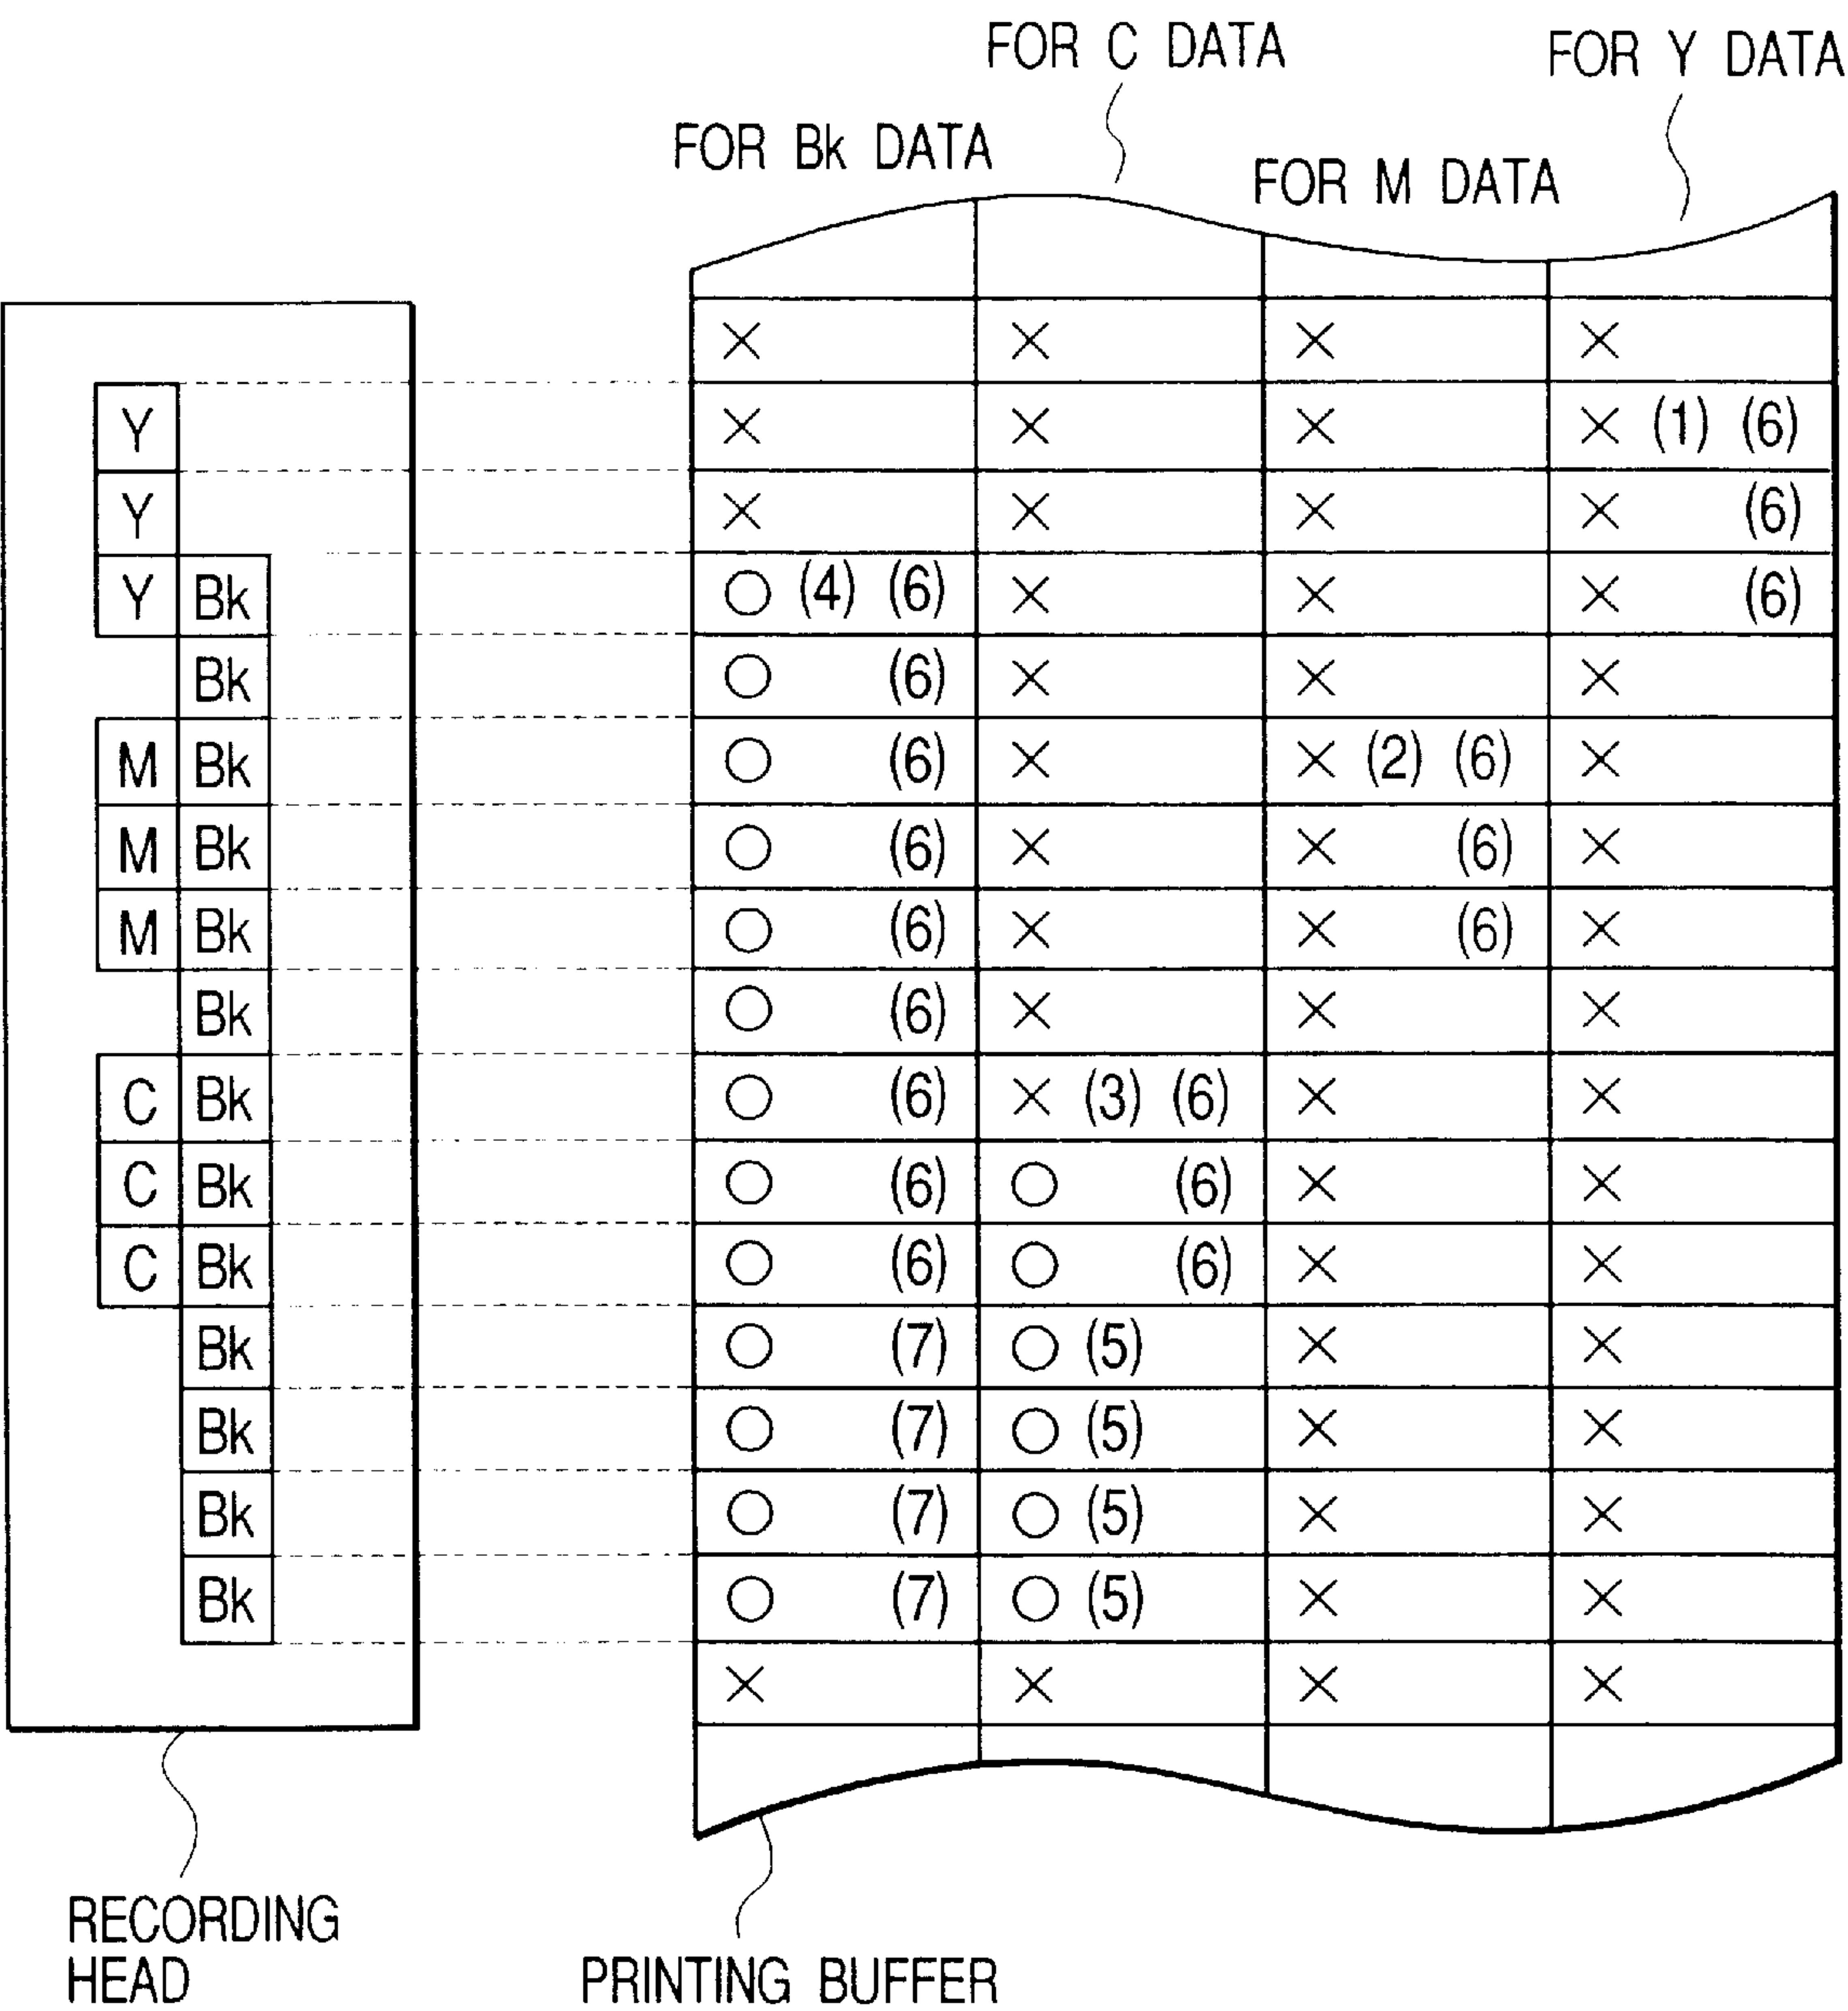 FOR C DATA
FOR Y DATA
FOR Bk DATA
FOR M DATA
× × × ×
Y × × × × (1) (6)
Y × × × × (6)
Y Bk ○ (4) (6) × × × (6)
Bk ○ (6) × × ×
M Bk ○ (6) × × (2) (6) ×
M Bk ○ (6) × × (6) ×
M Bk ○ (6) × × (6) ×
Bk ○ (6) × × ×
C Bk ○ (6) × (3) (6) × ×
C Bk ○ (6) ○ (6) × ×
C Bk ○ (6) ○ (6) × ×
Bk ○ (7) ○ (5) × ×
Bk ○ (7) ○ (5) × ×
Bk ○ (7) ○ (5) × ×
Bk ○ (7) ○ (5) × ×
× × × ×
RECORDING
HEAD
PRINTING BUFFER